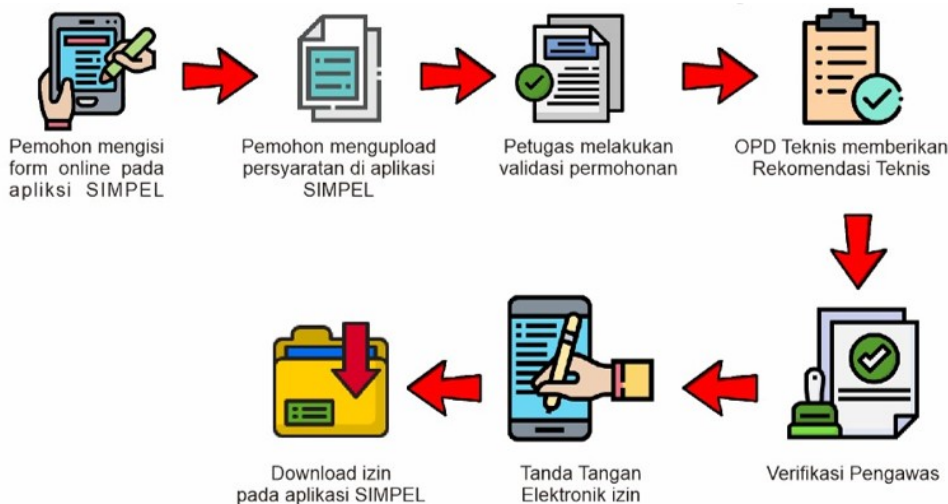 Pemohon mengisi
form online pada
apliksi SIMPEL
Pemohon mengupload
persyaratan di aplikasi
SIMPEL
Petugas melakukan
validasi permohonan
OPD Teknis memberikan
Rekomendasi Teknis
Verifikasi Pengawas
Tanda Tangan
Elektronik izin
Download izin
pada aplikasi SIMPEL